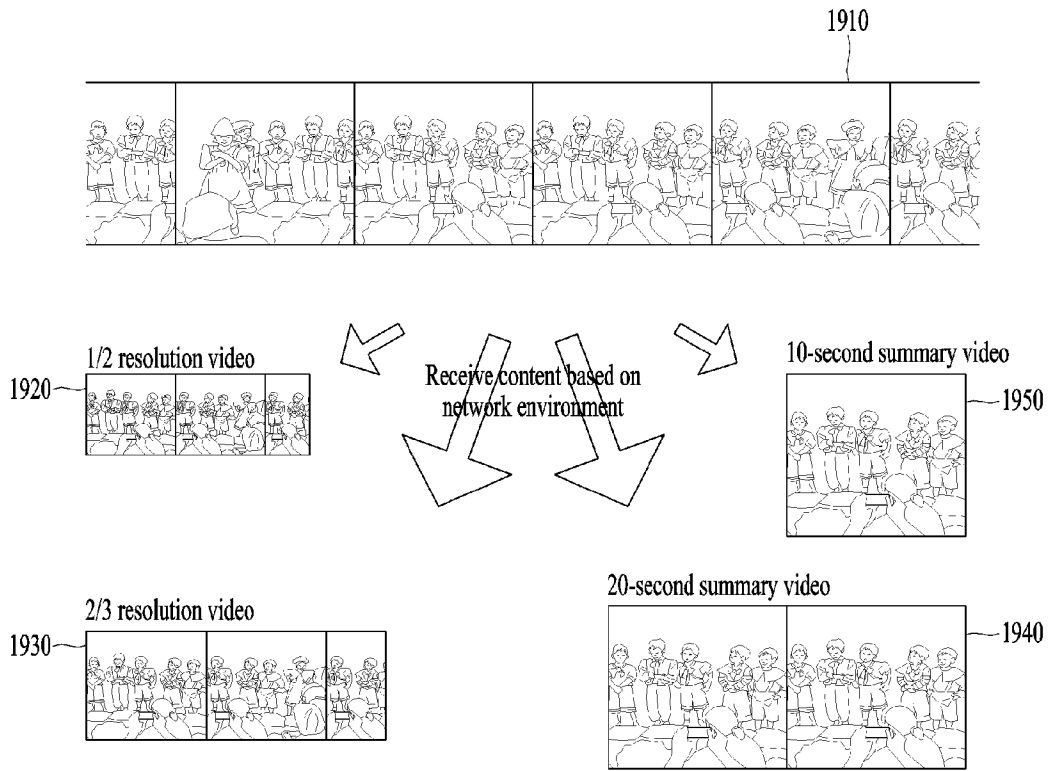 1910
1/2 resolution video
10-second summary video
1920
Receive content based on
network environment
1950
2/3 resolution video
20-second summary video
1930
1940